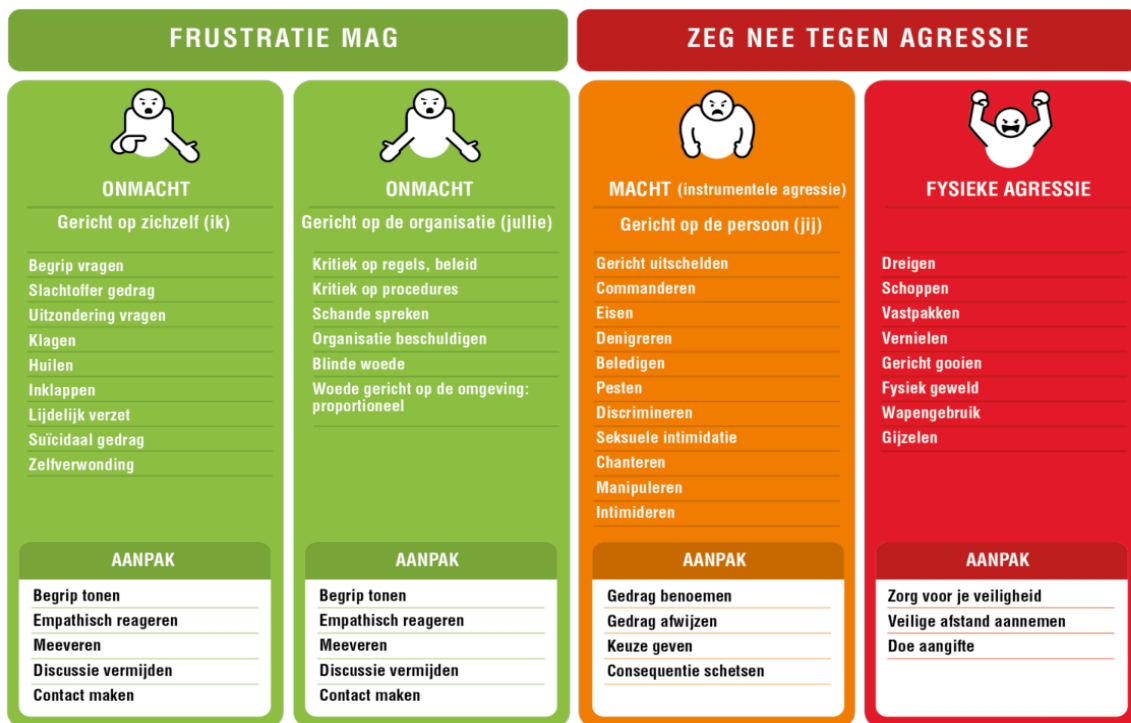 FRUSTRATIE MAG
ZEG NEE TEGEN AGRESSIE
ONMACHT
Gericht op zichzelf (ik)
Begrip vragen
Slachtoffer gedrag
Uitzondering vragen
Klagen
Huilen
Inklappen
Lijdelijk verzet
Suïcidaal gedrag
Zelfverwonding
AANPAK
Begrip tonen
Empathisch reageren
Meeveren
Discussie vermijden
Contact maken
ONMACHT
Gericht op de organisatie (jullie)
Kritiek op regels, beleid
Kritiek op procedures
Schande spreken
Organisatie beschuldigen
Blinde woede
Woede gericht op de omgeving:
proportioneel
AANPAK
Begrip tonen
Empathisch reageren
Meeveren
Discussie vermijden
Contact maken
MACHT (instrumentele agressie)
Gericht op de persoon (jij)
Gericht uitschelden
Commanderen
Eisen
Denigreren
Beledigen
Pesten
Discrimineren
Seksuele intimidatie
Chanteren
Manipuleren
Intimideren
AANPAK
Gedrag benoemen
Gedrag afwijzen
Keuze geven
Consequentie schetsen
FYSIEKE AGRESSIE
Dreigen
Schoppen
Vastpakken
Vernielen
Gericht gooien
Fysiek geweld
Wapengebruik
Gijzelen
AANPAK
Zorg voor je veiligheid
Veilige afstand aannemen
Doe aangifte